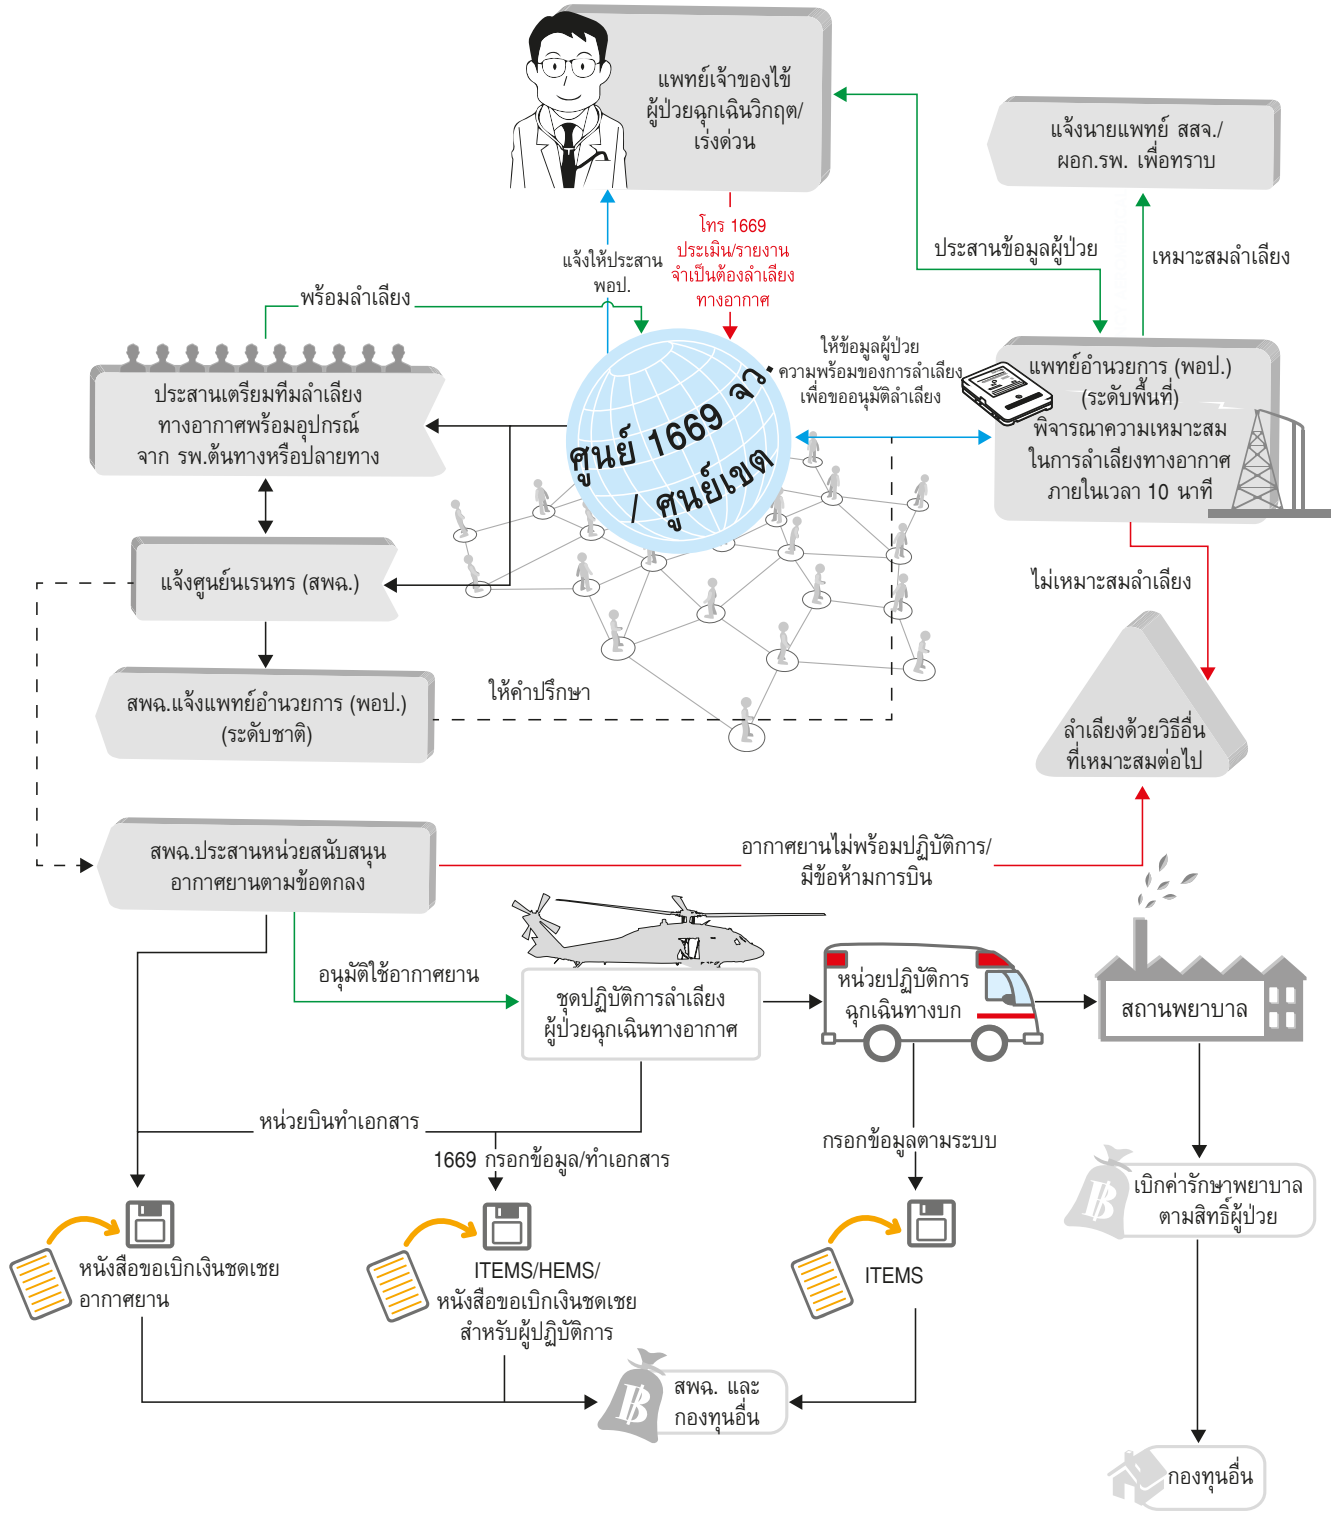 แพทย์เจ้าของไข้
ผู้ป่วยฉุกเฉินวิกฤต/
เร่งด่วน
แจ้งนายแพทย์ สสจ./
ผอก.รพ. เพื่อทราบ
โทร 1669
ประเมิน/รายงาน
จำเป็นต้องลำเลียง
ทางอากาศ
แจ้งให้ประสาน
พอป.
ประสานข้อมูลผู้ป่วย
เหมาะสมลำเลียง
พร้อมลำเลียง
ให้ข้อมูลผู้ป่วย
ความพร้อมของการลำเลียง
เพื่อขออนุมัติลำเลียง
ประสานเตรียมทีมลำเลียง
ทางอากาศพร้อมอุปกรณ์
จาก รพ.ต้นทางหรือปลายทาง
ศูนย์ 1669 จว.
/ ศูนย์เขต
แพทย์อำนวยการ (พอป.)
(ระดับพื้นที่)
พิจารณาความเหมาะสม
ในการลำเลียงทางอากาศ
ภายในเวลา 10 นาที
แจ้งศูนย์นเรนทร (สพฉ.)
ไม่เหมาะสมลำเลียง
สพฉ.แจ้งแพทย์อำนวยการ (พอป.)
(ระดับชาติ)
ให้คำปรึกษา
ลำเลียงด้วยวิธีอื่น
ที่เหมาะสมต่อไป
สพฉ.ประสานหน่วยสนับสนุน
อากาศยานตามข้อตกลง
อากาศยานไม่พร้อมปฏิบัติการ/
มีข้อห้ามการบิน
อนุมัติใช้อากาศยาน
ชุดปฏิบัติการลำเลียง
ผู้ป่วยฉุกเฉินทางอากาศ
หน่วยปฏิบัติการ
ฉุกเฉินทางบก
สถานพยาบาล
หน่วยบินทำเอกสาร
1669 กรอกข้อมูล/ทำเอกสาร
กรอกข้อมูลตามระบบ
เบิกค่ารักษาพยาบาล
ตามสิทธิ์ผู้ป่วย
หนังสือขอเบิกเงินชดเชย
อากาศยาน
ITEMS/HEMS/
หนังสือขอเบิกเงินชดเชย
สำหรับผู้ปฏิบัติการ
ITEMS
฿
สพฉ. และ
กองทุนอื่น
฿
กองทุนอื่น